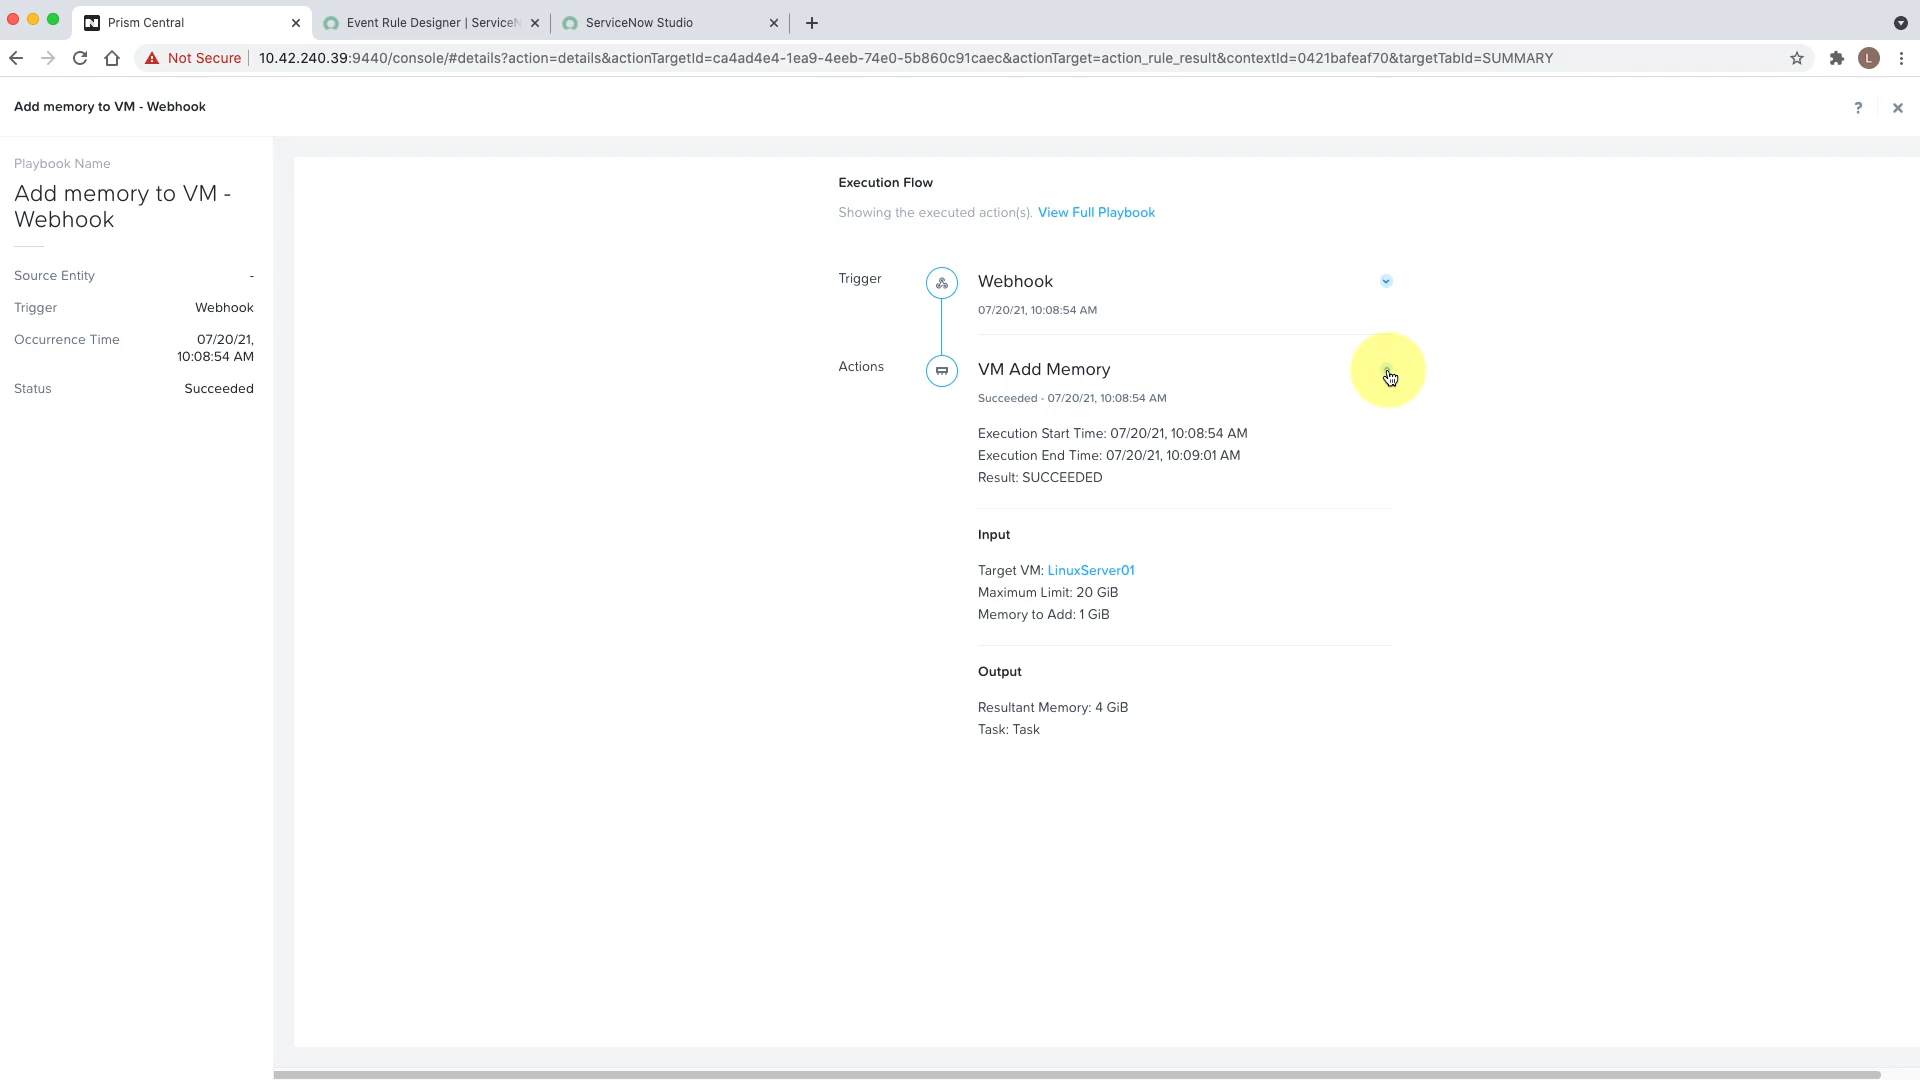 Prism Central
Event Rule Designer | ServiceN
ServiceNow Studio
Not Secure
10.42.240.39:9440/console/#details?action=details&actionTargetId=ca4ad4e4-1ea9-4eeb-74e0-5b860c91caec&actionTarget=action_rule_result&contextId=0421bafeaf70&targetTabId=SUMMARY
L
Add memory to VM - Webhook
?
Playbook Name
Add memory to VM -
Webhook
Source Entity -
Trigger Webhook
Occurrence Time 07/20/21,
10:08:54 AM
Status Succeeded
Execution Flow
Showing the executed action(s). View Full Playbook
Trigger
Webhook
07/20/21, 10:08:54 AM
Actions
VM Add Memory
Succeeded - 07/20/21, 10:08:54 AM
Execution Start Time: 07/20/21, 10:08:54 AM
Execution End Time: 07/20/21, 10:09:01 AM
Result: SUCCEEDED
Input
Target VM: LinuxServer01
Maximum Limit: 20 GiB
Memory to Add: 1 GiB
Output
Resultant Memory: 4 GiB
Task: Task